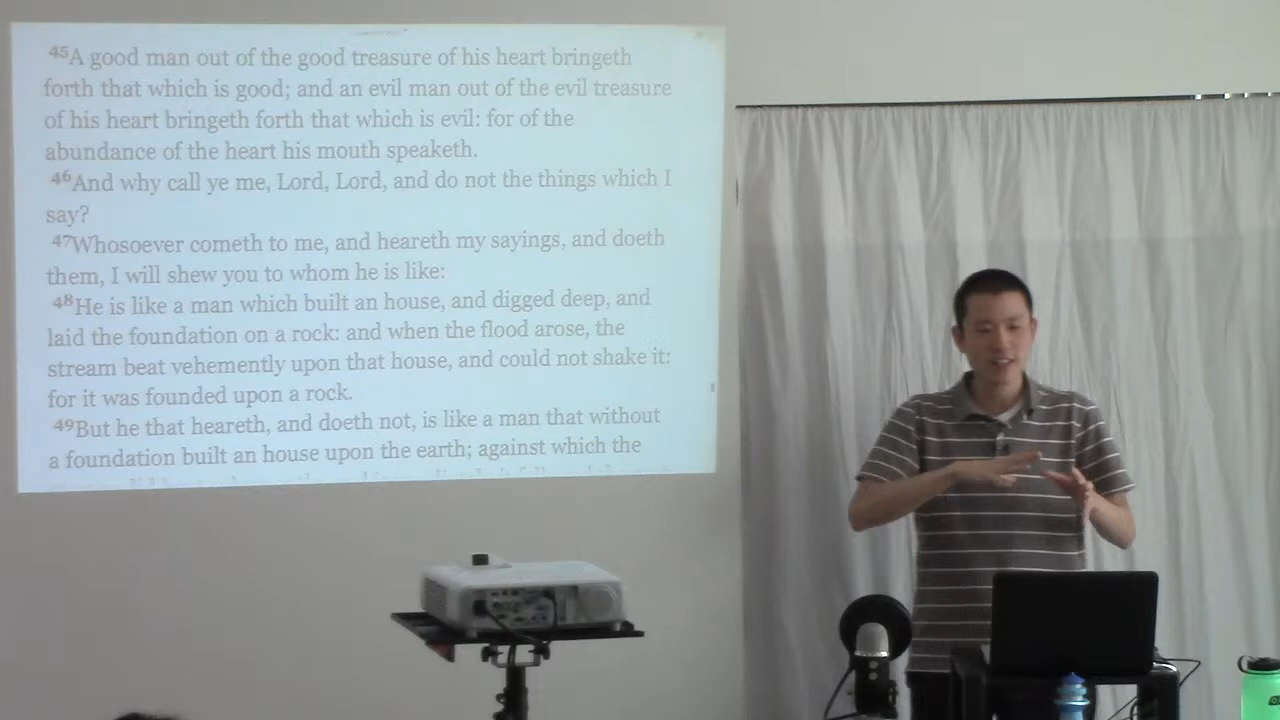 45A good man out of the good treasure of his heart bringeth
forth that which is good; and an evil man out of the evil treasure
of his heart bringeth forth that which is evil: for of the
abundance of the heart his mouth speaketh.
46And why call ye me, Lord, Lord, and do not the things which I
say?
47Whosoever cometh to me, and heareth my sayings, and doeth
them, I will shew you to whom he is like:
48He is like a man which built an house, and digged deep, and
laid the foundation on a rock: and when the flood arose, the
stream beat vehemently upon that house, and could not shake it:
for it was founded upon a rock.
49But he that heareth, and doeth not, is like a man that without
a foundation built an house upon the earth; against which the